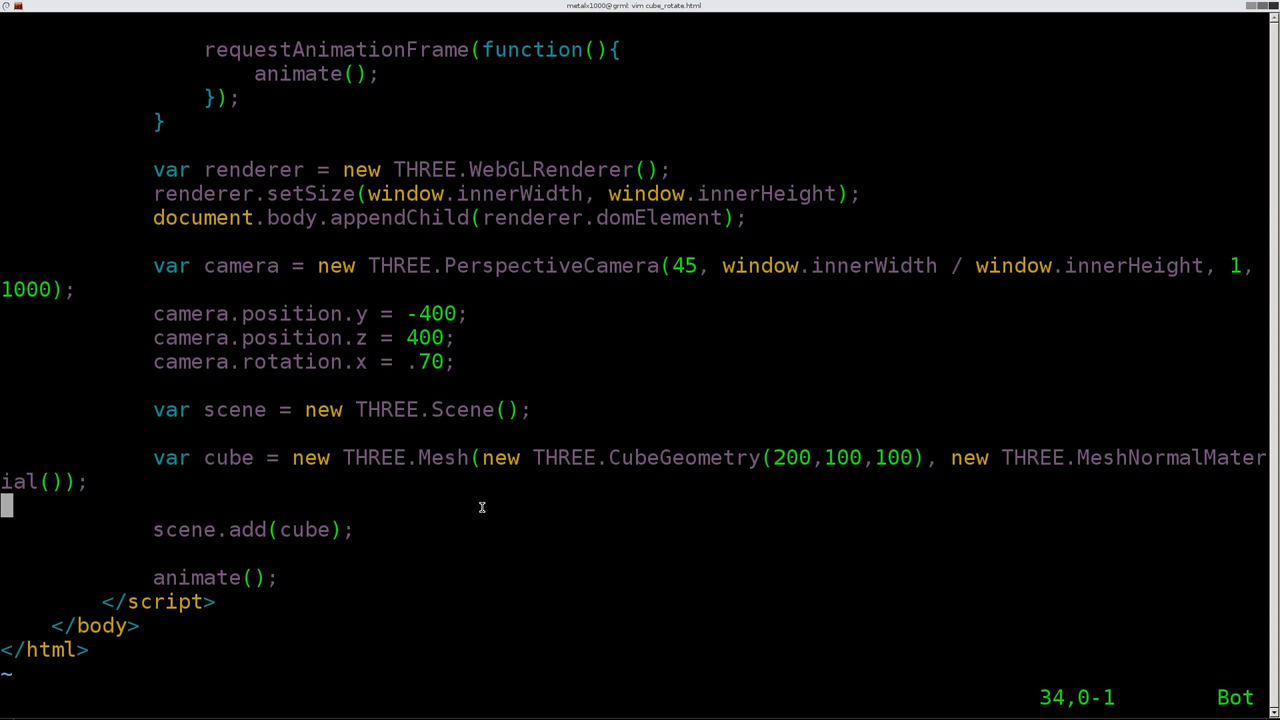 metalx1000@grml: vim cube_rotate.html
requestAnimationFrame(function(){
animate();
});
}
var renderer = new THREE.WebGLRenderer();
renderer.setSize(window.innerWidth, window.innerHeight);
document.body.appendChild(renderer.domElement);
var camera = new THREE.PerspectiveCamera(45, window.innerWidth / window.innerHeight, 1,
1000);
camera.position.y = -400;
camera.position.z = 400;
camera.rotation.x = .70;
var scene = new THREE.Scene();
var cube = new THREE.Mesh(new THREE.CubeGeometry(200,100,100), new THREE.MeshNormalMater
ial());
scene.add(cube);
animate();
</script>
</body>
</html>
~
34,0-1 Bot